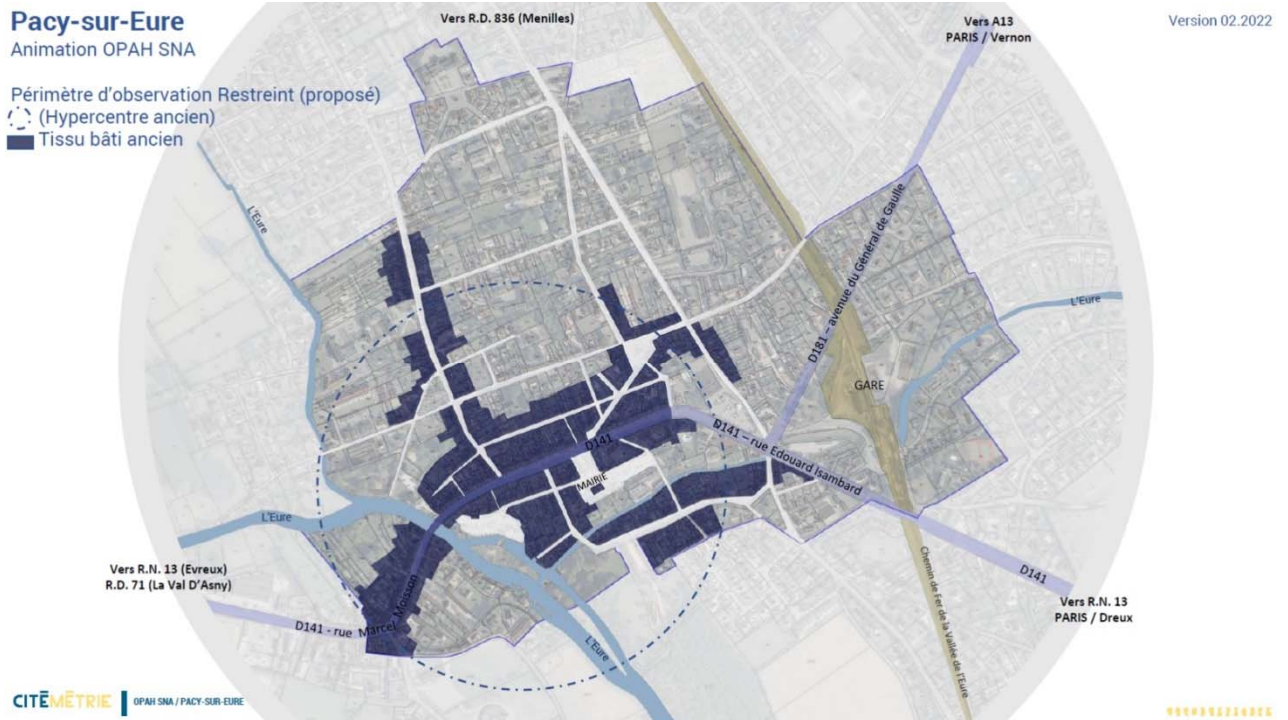 Pacy-sur-Eure
Animation OPAH SNA
Périmètre d'observation Restreint (proposé)
(Hypercentre ancien)
Tissu bâti ancien
Vers R.D. 836 (Menilles)
Vers A13
PARIS / Vernon
Version 02.2022
L'Eure
D181 – avenue du Général de Gaulle
L'Eure
GARE
D141
D141 – rue Edouard Isambard
MAIRIE
L'Eure
Vers R.N. 13 (Evreux)
R.D. 71 (La Val D'Asny)
D141 - rue Marcel Moisson
L'Eure
Chemin de Fer de la Vallée de l'Eure
D141
Vers R.N. 13
PARIS / Dreux
CITÉMÉTRIE
OPAH SNA / PACY-SUR-EURE